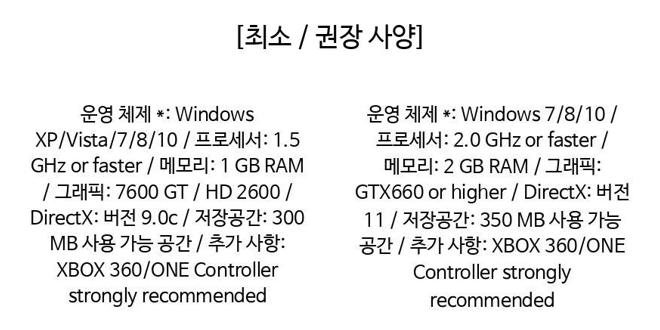 [최소 / 권장 사양]
운영 체제 *: Windows
XP/Vista/7/8/10 / 프로세서: 1.5
GHz or faster / 메모리: 1 GB RAM
/ 그래픽: 7600 GT / HD 2600 /
DirectX: 버전 9.0c / 저장공간: 300
MB 사용 가능 공간 / 추가 사항:
XBOX 360/ONE Controller
strongly recommended
운영 체제 *: Windows 7/8/10 /
프로세서: 2.0 GHz or faster /
메모리: 2 GB RAM / 그래픽:
GTX660 or higher / DirectX: 버전
11 / 저장공간: 350 MB 사용 가능
공간 / 추가 사항: XBOX 360/ONE
Controller strongly
recommended